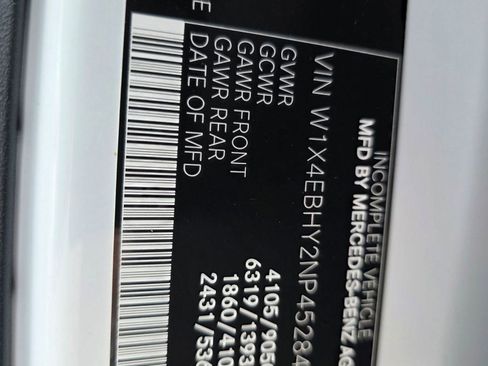 INCOMPLETE VEHICLE
MFD BY MERCEDES-BENZ AG
VIN W1X4EBHY2NP45284
GVWR 4105/905
GCWR 6319/1393
GAWR FRONT 1860/410
GAWR REAR 2431/536
DATE OF MFD
E